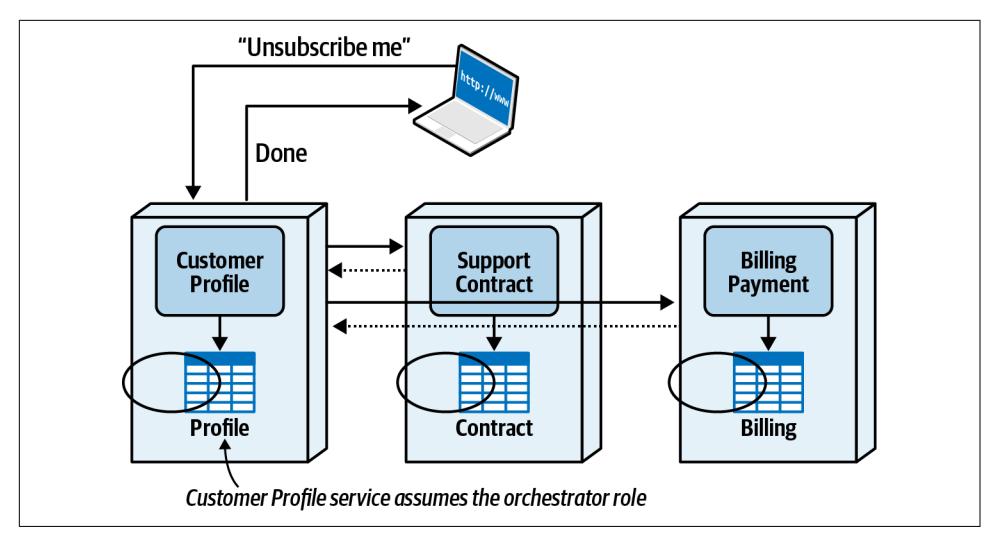 “Unsubscribe me”
http://www
Done
Customer
Profile
Support
Contract
Billing
Payment
Profile
Contract
Billing
Customer Profile service assumes the orchestrator role